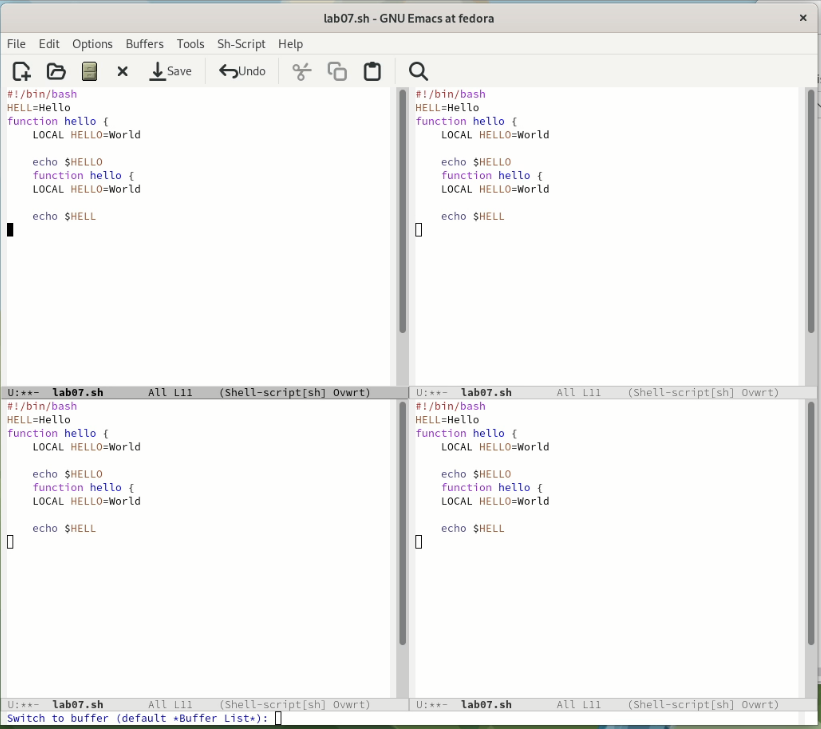 lab07.sh - GNU Emacs at fedora
File Edit Options Buffers Tools Sh-Script Help
Save Undo
#!/bin/bash
HELL=Hello
function hello {
    LOCAL HELLO=World

    echo $HELLO
    function hello {
    LOCAL HELLO=World

    echo $HELL
U:**-  lab07.sh       All L11    (Shell-script[sh] Ovwrt)
#!/bin/bash
HELL=Hello
function hello {
    LOCAL HELLO=World

    echo $HELLO
    function hello {
    LOCAL HELLO=World

    echo $HELL
U:**-  lab07.sh       All L11    (Shell-script[sh] Ovwrt)
#!/bin/bash
HELL=Hello
function hello {
    LOCAL HELLO=World

    echo $HELLO
    function hello {
    LOCAL HELLO=World

    echo $HELL
U:**-  lab07.sh       All L11    (Shell-script[sh] Ovwrt)
#!/bin/bash
HELL=Hello
function hello {
    LOCAL HELLO=World

    echo $HELLO
    function hello {
    LOCAL HELLO=World

    echo $HELL
U:**-  lab07.sh       All L11    (Shell-script[sh] Ovwrt)
Switch to buffer (default *Buffer List*):